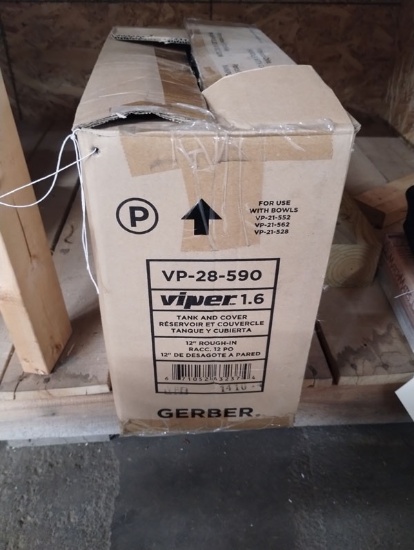 P
FOR USE
WITH BOWLS
VP-21-552
VP-21-562
VP-21-528
VP-28-590
viper 1.6
TANK AND COVER
RÉSERVOIR ET COUVERCLE
TANQUE Y CUBIERTA
12" ROUGH-IN
RACC. 12 PO
12" DE DESAGOTE A PARED
GERBER